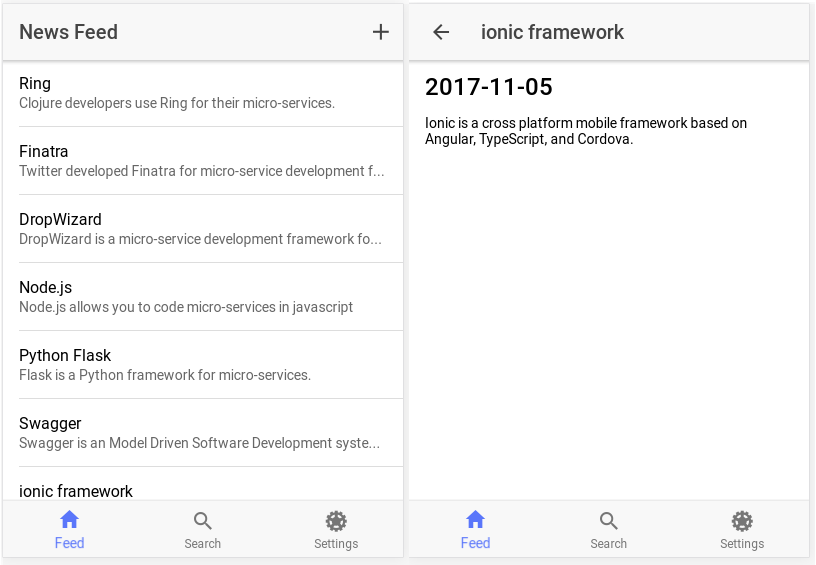 News Feed
Ring
Clojure developers use Ring for their micro-services.
Finatra
Twitter developed Finatra for micro-service development f...
DropWizard
DropWizard is a micro-service development framework fo...
Node.js
Node.js allows you to code micro-services in javascript
Python Flask
Flask is a Python framework for micro-services.
Swagger
Swagger is an Model Driven Software Development syste...
ionic framework
Feed
Search
Settings
ionic framework
2017-11-05
Ionic is a cross platform mobile framework based on
Angular, TypeScript, and Cordova.
Feed
Search
Settings